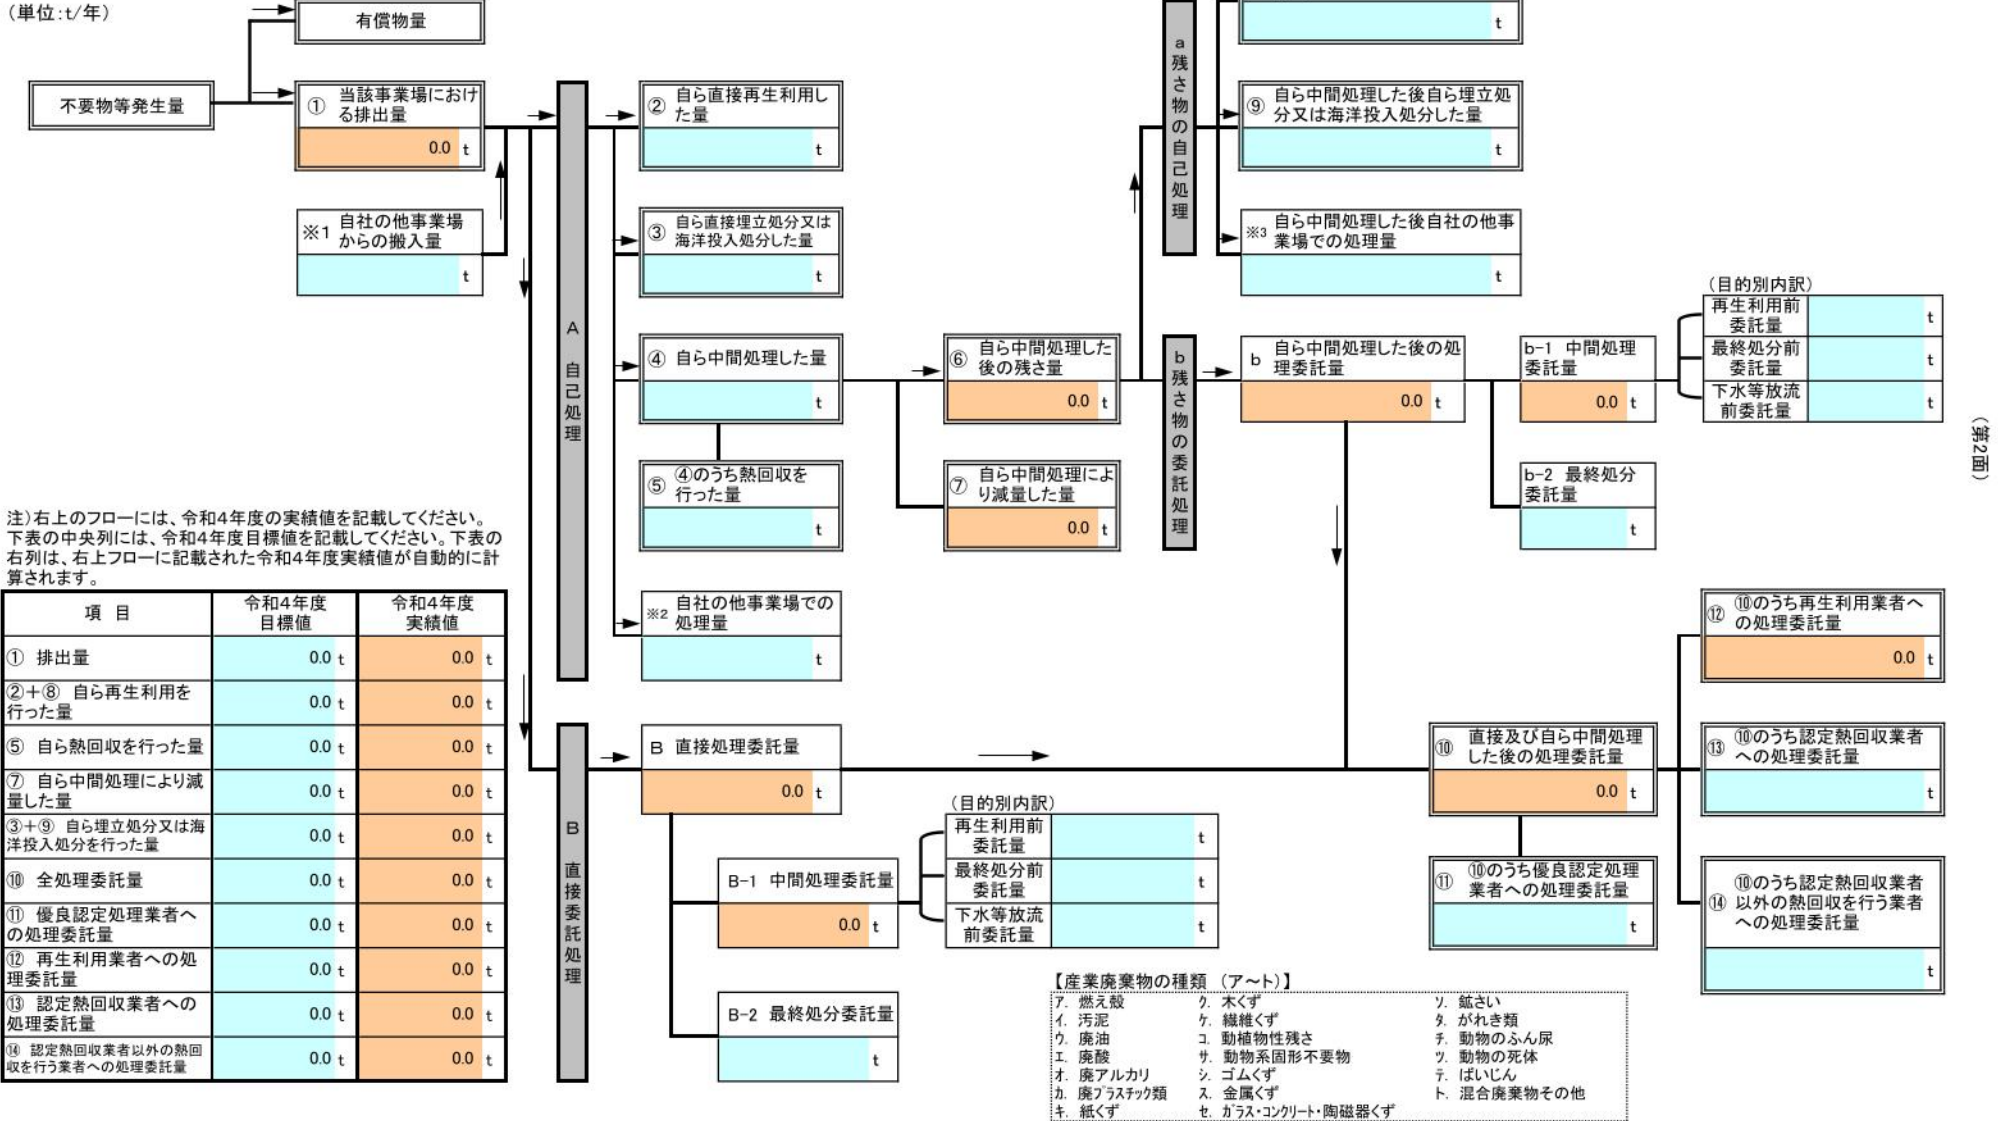 (単位:t/年)
有償物量
不要物等発生量
① 当該事業場におけ
る排出量
0.0 t
※1 自社の他事業場
からの搬入量
t
A 自己処理
② 自ら直接再生利用し
た量
t
③ 自ら直接埋立処分又は
海洋投入処分した量
t
④ 自ら中間処理した量
t
⑤ ④のうち熱回収を
行った量
t
※2 自社の他事業場での
処理量
t
⑥ 自ら中間処理した
後の残さ量
0.0 t
⑦ 自ら中間処理によ
り減量した量
0.0 t
a残さ物の自己処理
t
⑨ 自ら中間処理した後自ら埋立処
分又は海洋投入処分した量
t
※3 自ら中間処理した後自社の他事
業場での処理量
t
b残さ物の委託処理
b 自ら中間処理した後の処
理委託量
0.0 t
b-1 中間処理
委託量
0.0 t
(目的別内訳)
再生利用前
委託量
t
最終処分前
委託量
t
下水等放流
前委託量
t
b-2 最終処分
委託量
t
(第2面)
注)右上のフローには、令和4年度の実績値を記載してください。
下表の中央列には、令和4年度目標値を記載してください。下表の
右列は、右上フローに記載された令和4年度実績値が自動的に計
算されます。
項 目 令和4年度
目標値 令和4年度
実績値
① 排出量 0.0 t 0.0 t
②+⑧ 自ら再生利用を
行った量 0.0 t 0.0 t
⑤ 自ら熱回収を行った量 0.0 t 0.0 t
⑦ 自ら中間処理により減
量した量 0.0 t 0.0 t
③+⑨ 自ら埋立処分又は海
洋投入処分を行った量 0.0 t 0.0 t
⑩ 全処理委託量 0.0 t 0.0 t
⑪ 優良認定処理業者へ
の処理委託量 0.0 t 0.0 t
⑫ 再生利用業者への処
理委託量 0.0 t 0.0 t
⑬ 認定熱回収業者への
処理委託量 0.0 t 0.0 t
⑭ 認定熱回収業者以外の熱回
収を行う業者への処理委託量 0.0 t 0.0 t
B 直接委託処理
B 直接処理委託量
0.0 t
B-1 中間処理委託量
0.0 t
(目的別内訳)
再生利用前
委託量
t
最終処分前
委託量
t
下水等放流
前委託量
t
B-2 最終処分委託量
t
⑩ 直接及び自ら中間処理
した後の処理委託量
0.0 t
⑪ ⑩のうち優良認定処理
業者への処理委託量
t
⑫ ⑩のうち再生利用業者へ
の処理委託量
0.0 t
⑬ ⑩のうち認定熱回収業者
への処理委託量
t
⑭ ⑩のうち認定熱回収業者
以外の熱回収を行う業者
への処理委託量
t
【産業廃棄物の種類 (ア~ト)】
ア. 燃え殻 ク. 木くず ソ. 鉱さい
イ. 汚泥 ケ. 繊維くず タ. がれき類
ウ. 廃油 コ. 動植物性残さ チ. 動物のふん尿
エ. 廃酸 サ. 動物系固形不要物 ツ. 動物の死体
オ. 廃アルカリ シ. ゴムくず テ. ばいじん
カ. 廃プラスチック類 ス. 金属くず ト. 混合廃棄物その他
キ. 紙くず セ. ガラス・コンクリート・陶磁器くず